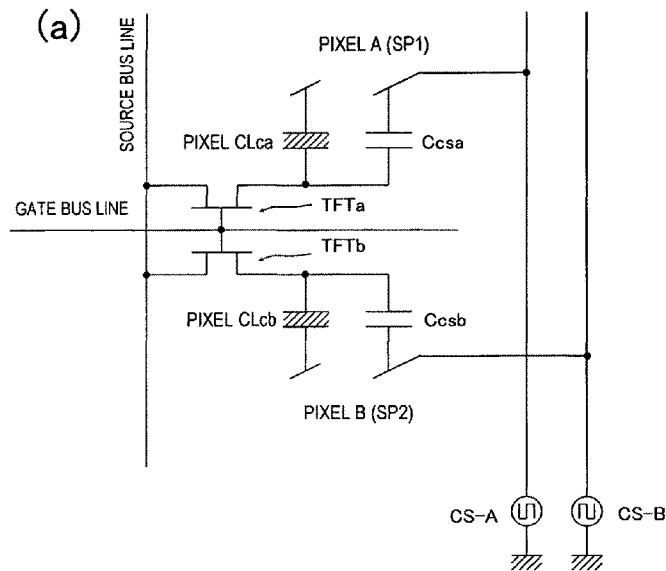 (a)
SOURCE BUS LINE
PIXEL A (SP1)
PIXEL CLca
Ccsa
GATE BUS LINE
TFTa
TFTb
PIXEL CLcb
Ccsb
PIXEL B (SP2)
CS-A
CS-B